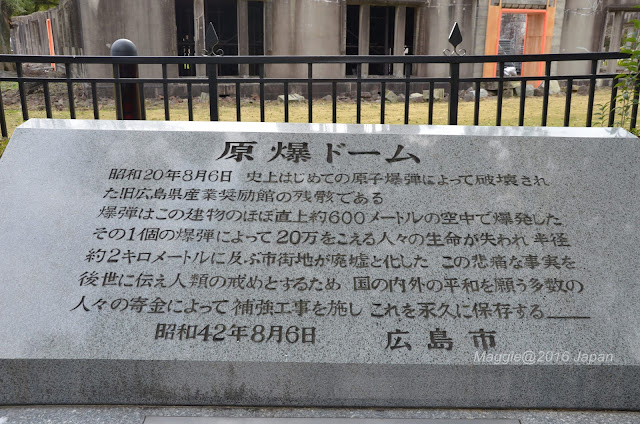 原爆ドーム
昭和20年8月6日 史上はじめての原子爆弾によって破壊され
た旧広島県産業奨励館の残骸である
爆弾はこの建物のほぼ直上約600メートルの空中で爆発した
その1個の爆弾によって20万をこえる人々の生命が失われ 半径
約2キロメートルに及ぶ市街地が廃墟と化した この悲痛な事実を
後世に伝え人類の戒めとするため 国の内外の平和を願う多数の
人々の寄金によって補強工事を施し これを永久に保存する
昭和42年8月6日 広島市
Maggie@2016 Japan